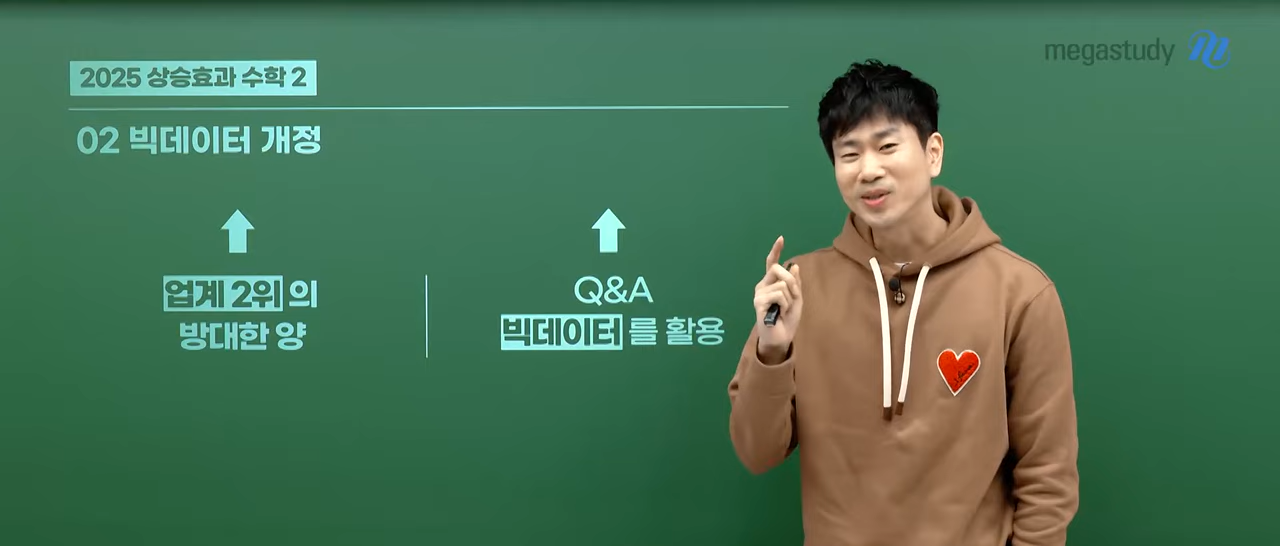 megastudy
2025 상승효과 수학 2
02 빅데이터 개정
업계 2위의
방대한 양
Q&A
빅데이터를 활용